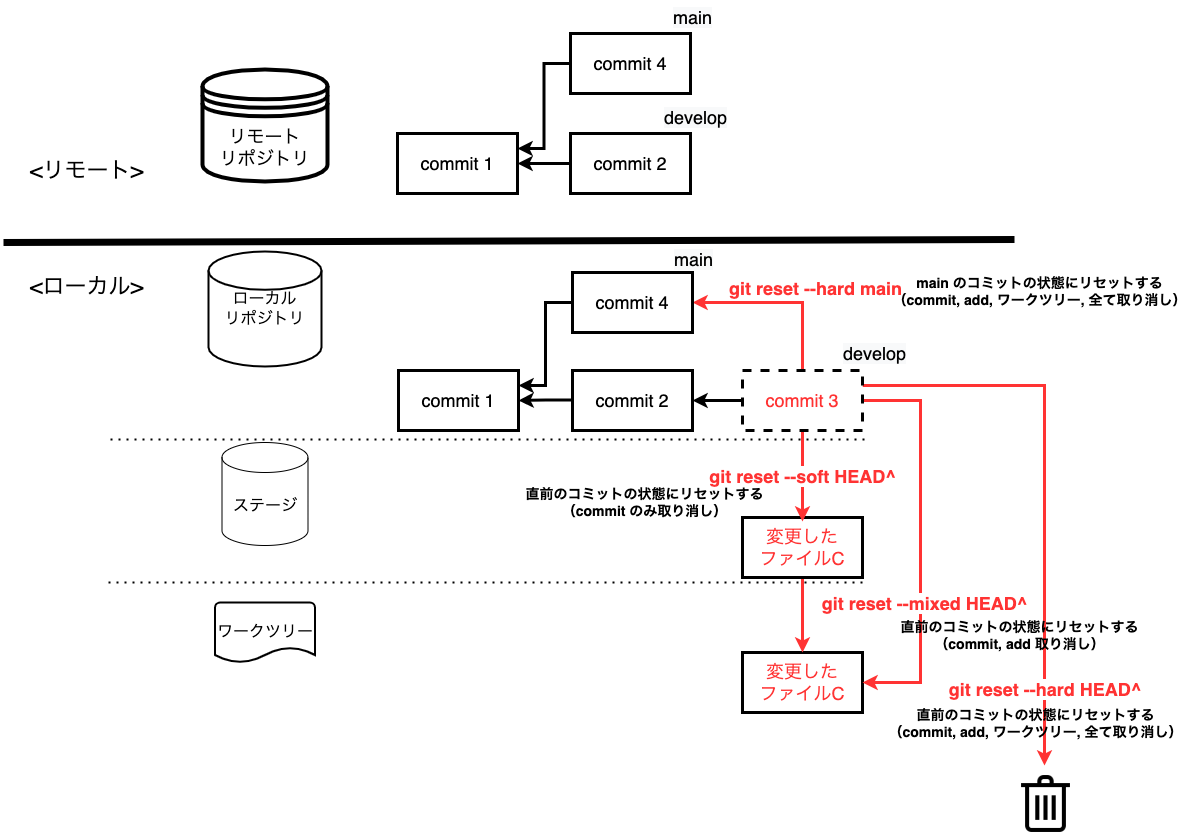 main
commit 4
develop
リモート
リポジトリ
<リモート>
commit 1
commit 2
<ローカル>
ローカル
リポジトリ
main
commit 4
git reset --hard main
main のコミットの状態にリセットする
（commit, add, ワークツリー, 全て取り消し）
develop
commit 1
commit 2
commit 3
ステージ
git reset --soft HEAD^
直前のコミットの状態にリセットする
（commit のみ取り消し）
変更した
ファイルC
ワークツリー
git reset --mixed HEAD^
直前のコミットの状態にリセットする
（commit, add 取り消し）
変更した
ファイルC
git reset --hard HEAD^
直前のコミットの状態にリセットする
（commit, add, ワークツリー, 全て取り消し）